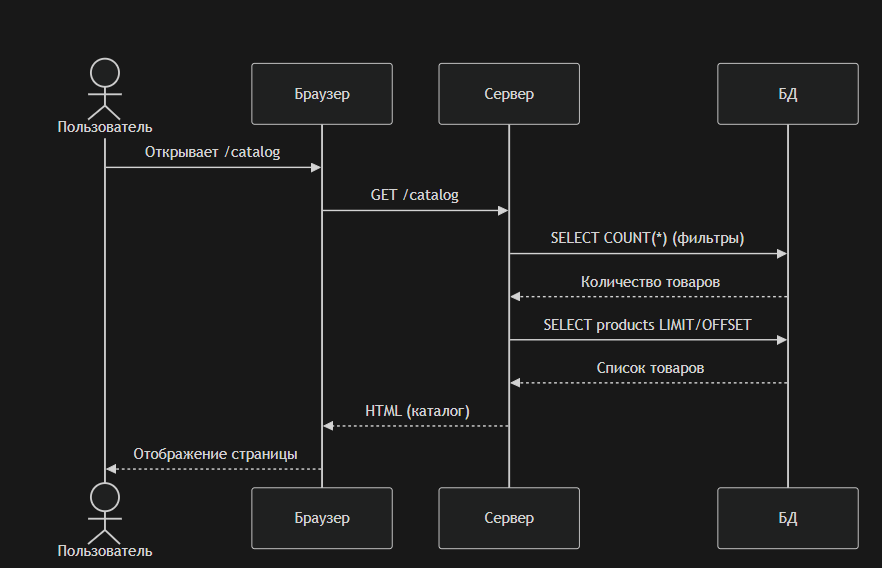 Пользователь
Браузер
Сервер
БД
Открывает /catalog
GET /catalog
SELECT COUNT(*) (фильтры)
Количество товаров
SELECT products LIMIT/OFFSET
Список товаров
HTML (каталог)
Отображение страницы
Пользователь
Браузер
Сервер
БД